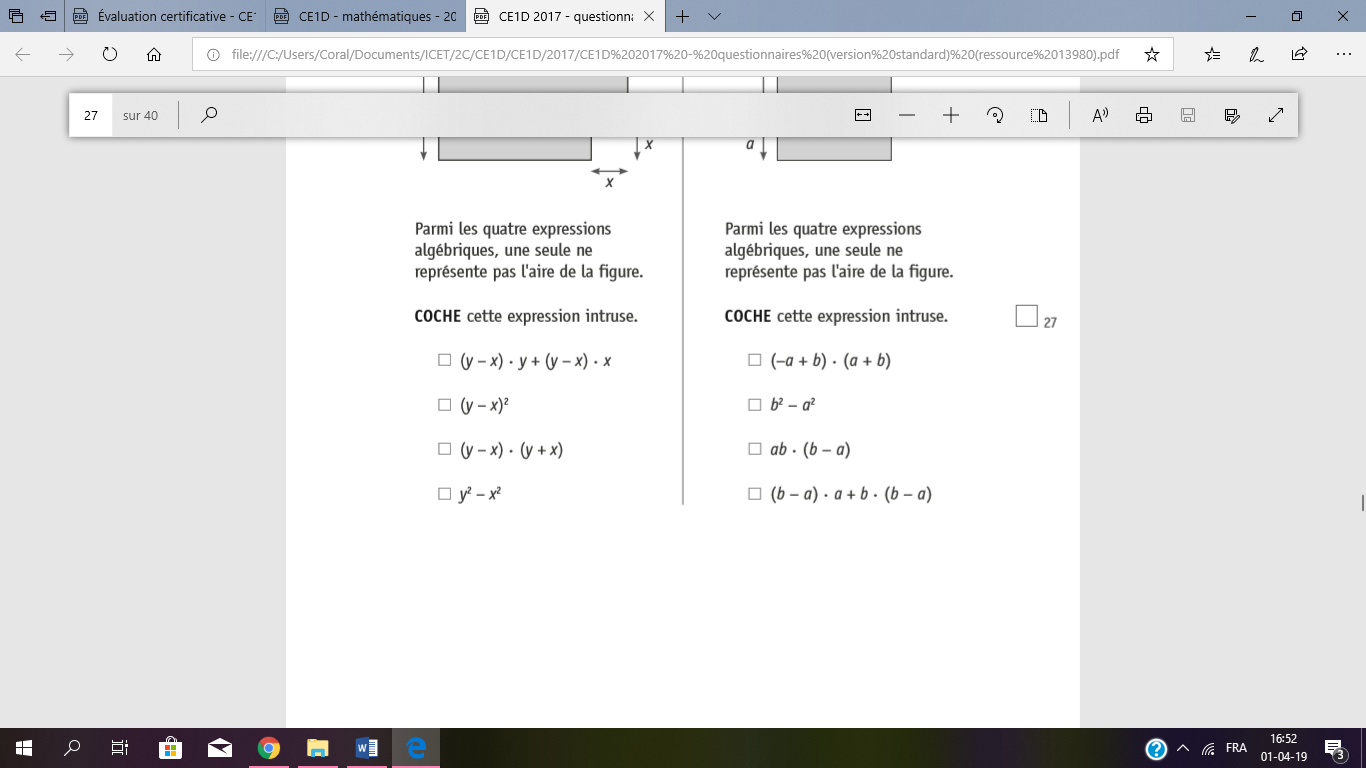 Évaluation certificative - CE
CE1D - mathématiques - 20
CE1D 2017 - questionna
file:///C:/Users/Coral/Documents/ICET/2C/CE1D/CE1D/2017/CE1D%202017%20-%20questionnaires%20(version%20standard)%20(ressource%2013980).pdf
27 sur 40
x
x
a
Parmi les quatre expressions
algébriques, une seule ne
représente pas l'aire de la figure.
COCHE cette expression intruse.
(y – x) · y + (y – x) · x
(y – x)²
(y – x) · (y + x)
y² – x²
Parmi les quatre expressions
algébriques, une seule ne
représente pas l'aire de la figure.
COCHE cette expression intruse.
27
(–a + b) · (a + b)
b² – a²
ab · (b – a)
(b – a) · a + b · (b – a)
FRA
16:52
01-04-19
3